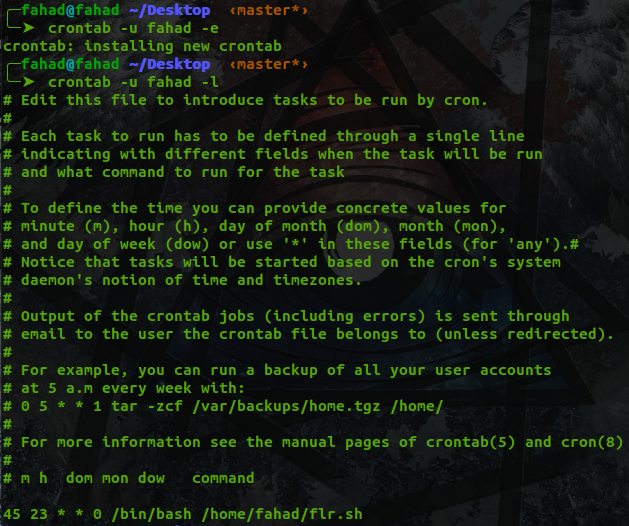 fahad@fahad ~/Desktop ‹master*›
➤ crontab -u fahad -e
crontab: installing new crontab
fahad@fahad ~/Desktop ‹master*›
➤ crontab -u fahad -l
# Edit this file to introduce tasks to be run by cron.
#
# Each task to run has to be defined through a single line
# indicating with different fields when the task will be run
# and what command to run for the task
#
# To define the time you can provide concrete values for
# minute (m), hour (h), day of month (dom), month (mon),
# and day of week (dow) or use '*' in these fields (for 'any').#
# Notice that tasks will be started based on the cron's system
# daemon's notion of time and timezones.
#
# Output of the crontab jobs (including errors) is sent through
# email to the user the crontab file belongs to (unless redirected).
#
# For example, you can run a backup of all your user accounts
# at 5 a.m every week with:
# 0 5 * * 1 tar -zcf /var/backups/home.tgz /home/
#
# For more information see the manual pages of crontab(5) and cron(8)
#
# m h  dom mon dow   command
45 23 * * 0 /bin/bash /home/fahad/flr.sh